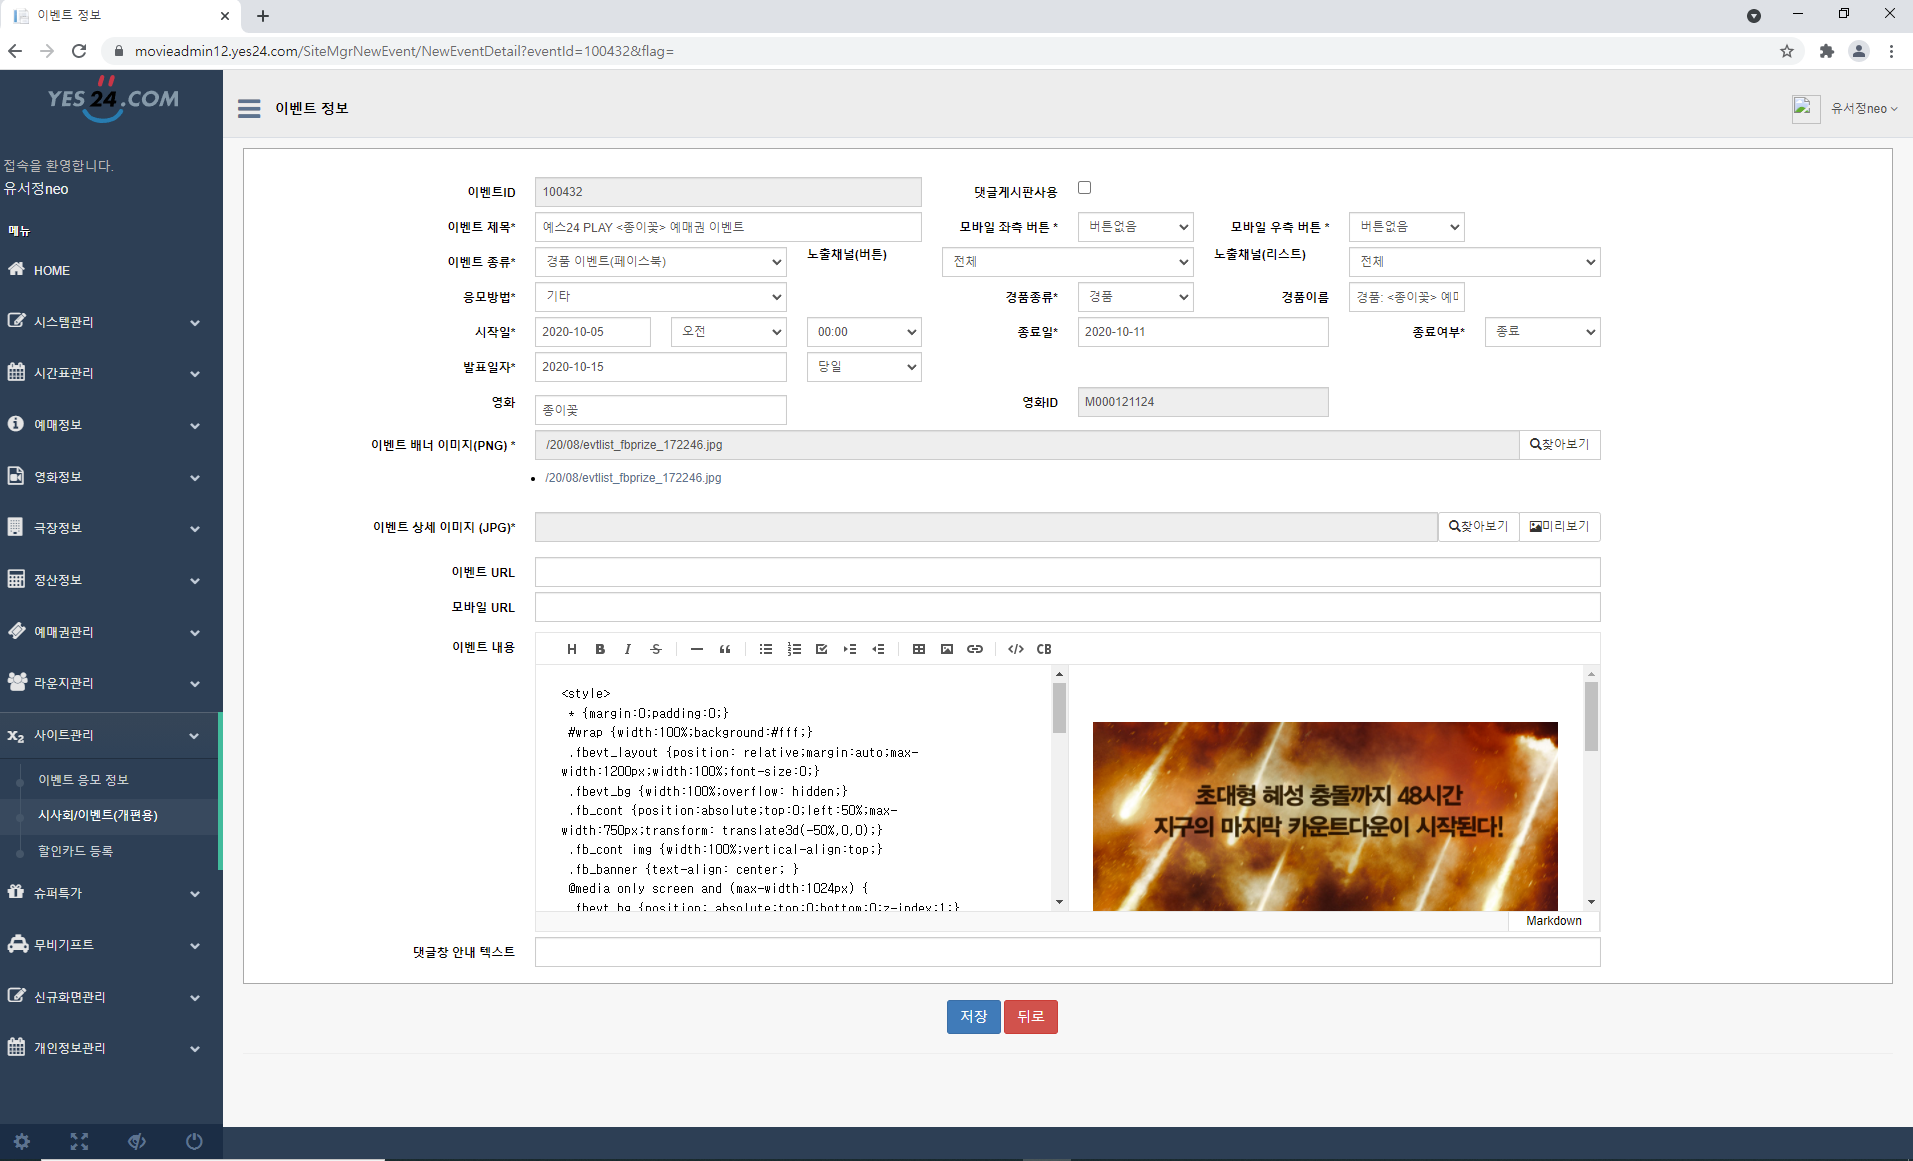 이벤트 정보
movieadmin12.yes24.com/SiteMgrNewEvent/NewEventDetail?eventId=100432&flag=
YES24.COM
이벤트 정보
유서정neo
접속을 환영합니다.
유서정neo
메뉴
HOME
시스템관리
시간표관리
예매정보
영화정보
극장정보
정산정보
예매권관리
라운지관리
사이트관리
이벤트 응모 정보
시사회/이벤트(개편용)
할인카드 등록
슈퍼특가
무비기프트
신규화면관리
개인정보관리
이벤트ID 100432 댓글게시판사용
이벤트 제목* 예스24 PLAY <종이꽃> 예매권 이벤트 모바일 좌측 버튼 * 버튼없음 모바일 우측 버튼 * 버튼없음
이벤트 종류* 경품 이벤트(페이스북) 노출채널(버튼) 전체 노출채널(리스트) 전체
응모방법* 기타 경품종류* 경품 경품이름 경품: <종이꽃> 예매
시작일* 2020-10-05 오전 00:00 종료일* 2020-10-11 종료여부* 종료
발표일자* 2020-10-15 당일
영화 종이꽃 영화ID M000121124
이벤트 배너 이미지(PNG) * /20/08/evtlist_fbprize_172246.jpg 찾아보기
/20/08/evtlist_fbprize_172246.jpg
이벤트 상세 이미지 (JPG)* 찾아보기 미리보기
이벤트 URL
모바일 URL
이벤트 내용
H B I S CB
<style>
* {margin:0;padding:0;}
#wrap {width:100%;background:#fff;}
.fbevt_layout {position: relative;margin:auto;max-
width:1200px;width:100%;font-size:0;}
.fbevt_bg {width:100%;overflow: hidden;}
.fb_cont {position:absolute;top:0;left:50%;max-
width:750px;transform: translate3d(-50%,0,0);}
.fb_cont img {width:100%;vertical-align:top;}
.fb_banner {text-align: center; }
@media only screen and (max-width:1024px) {
.fbevt_bg {position: absolute;top:0;bottom:0;z-index:1;}
초대형 혜성 충돌까지 48시간
지구의 마지막 카운트다운이 시작된다!
Markdown
댓글창 안내 텍스트
저장 뒤로